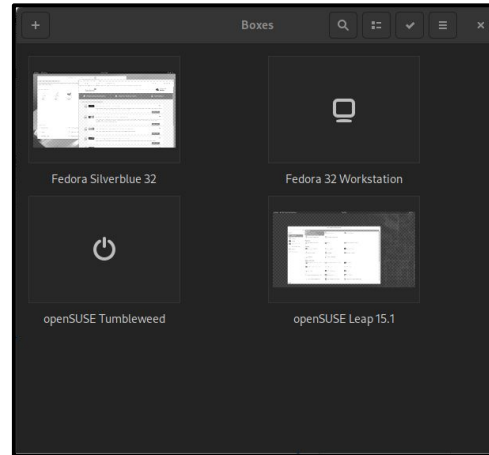 Boxes
Fedora Silverblue 32
Fedora 32 Workstation
openSUSE Tumbleweed
openSUSE Leap 15.1